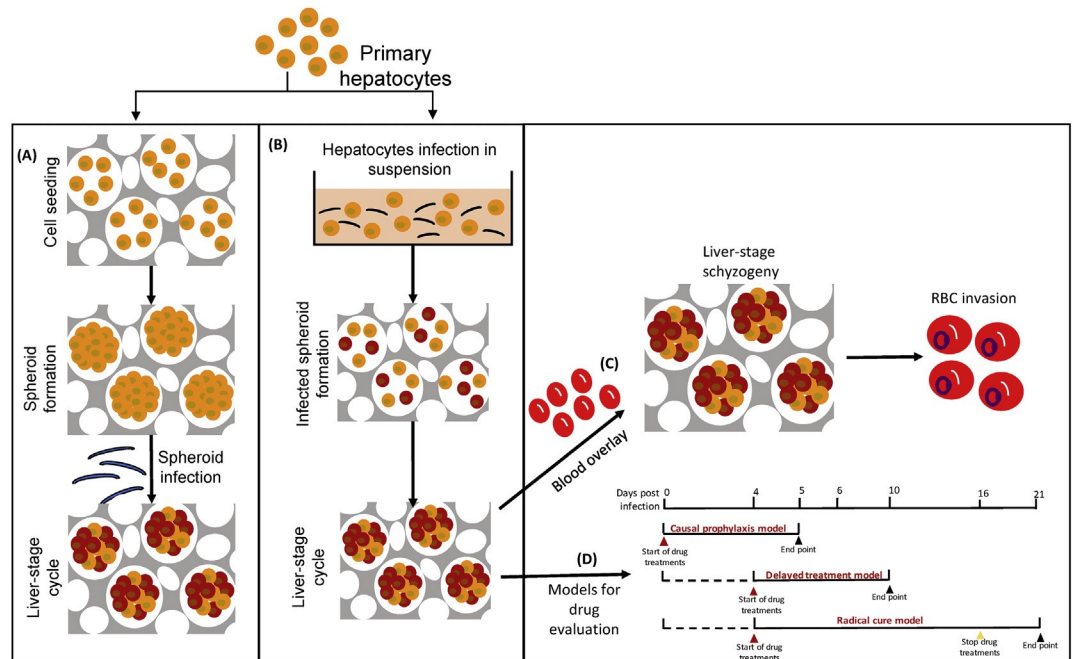 Primary
hepatocytes
(A)
Cell seeding
Spheroid
formation
Spheroid
infection
Liver-stage
cycle
(B)
Hepatocytes infection in
suspension
Infected spheroid
formation
Liver-stage
cycle
(C)
Blood overlay
Liver-stage
schyzogeny
RBC invasion
(D)
Models for
drug
evaluation
Days post
infection
0 4 5 6 10 16 21
Causal prophylaxis model
Start of drug
treatments
End point
Delayed treatment model
Start of drug
treatments
End point
Radical cure model
Start of drug
treatments
Stop drug
treatments
End point